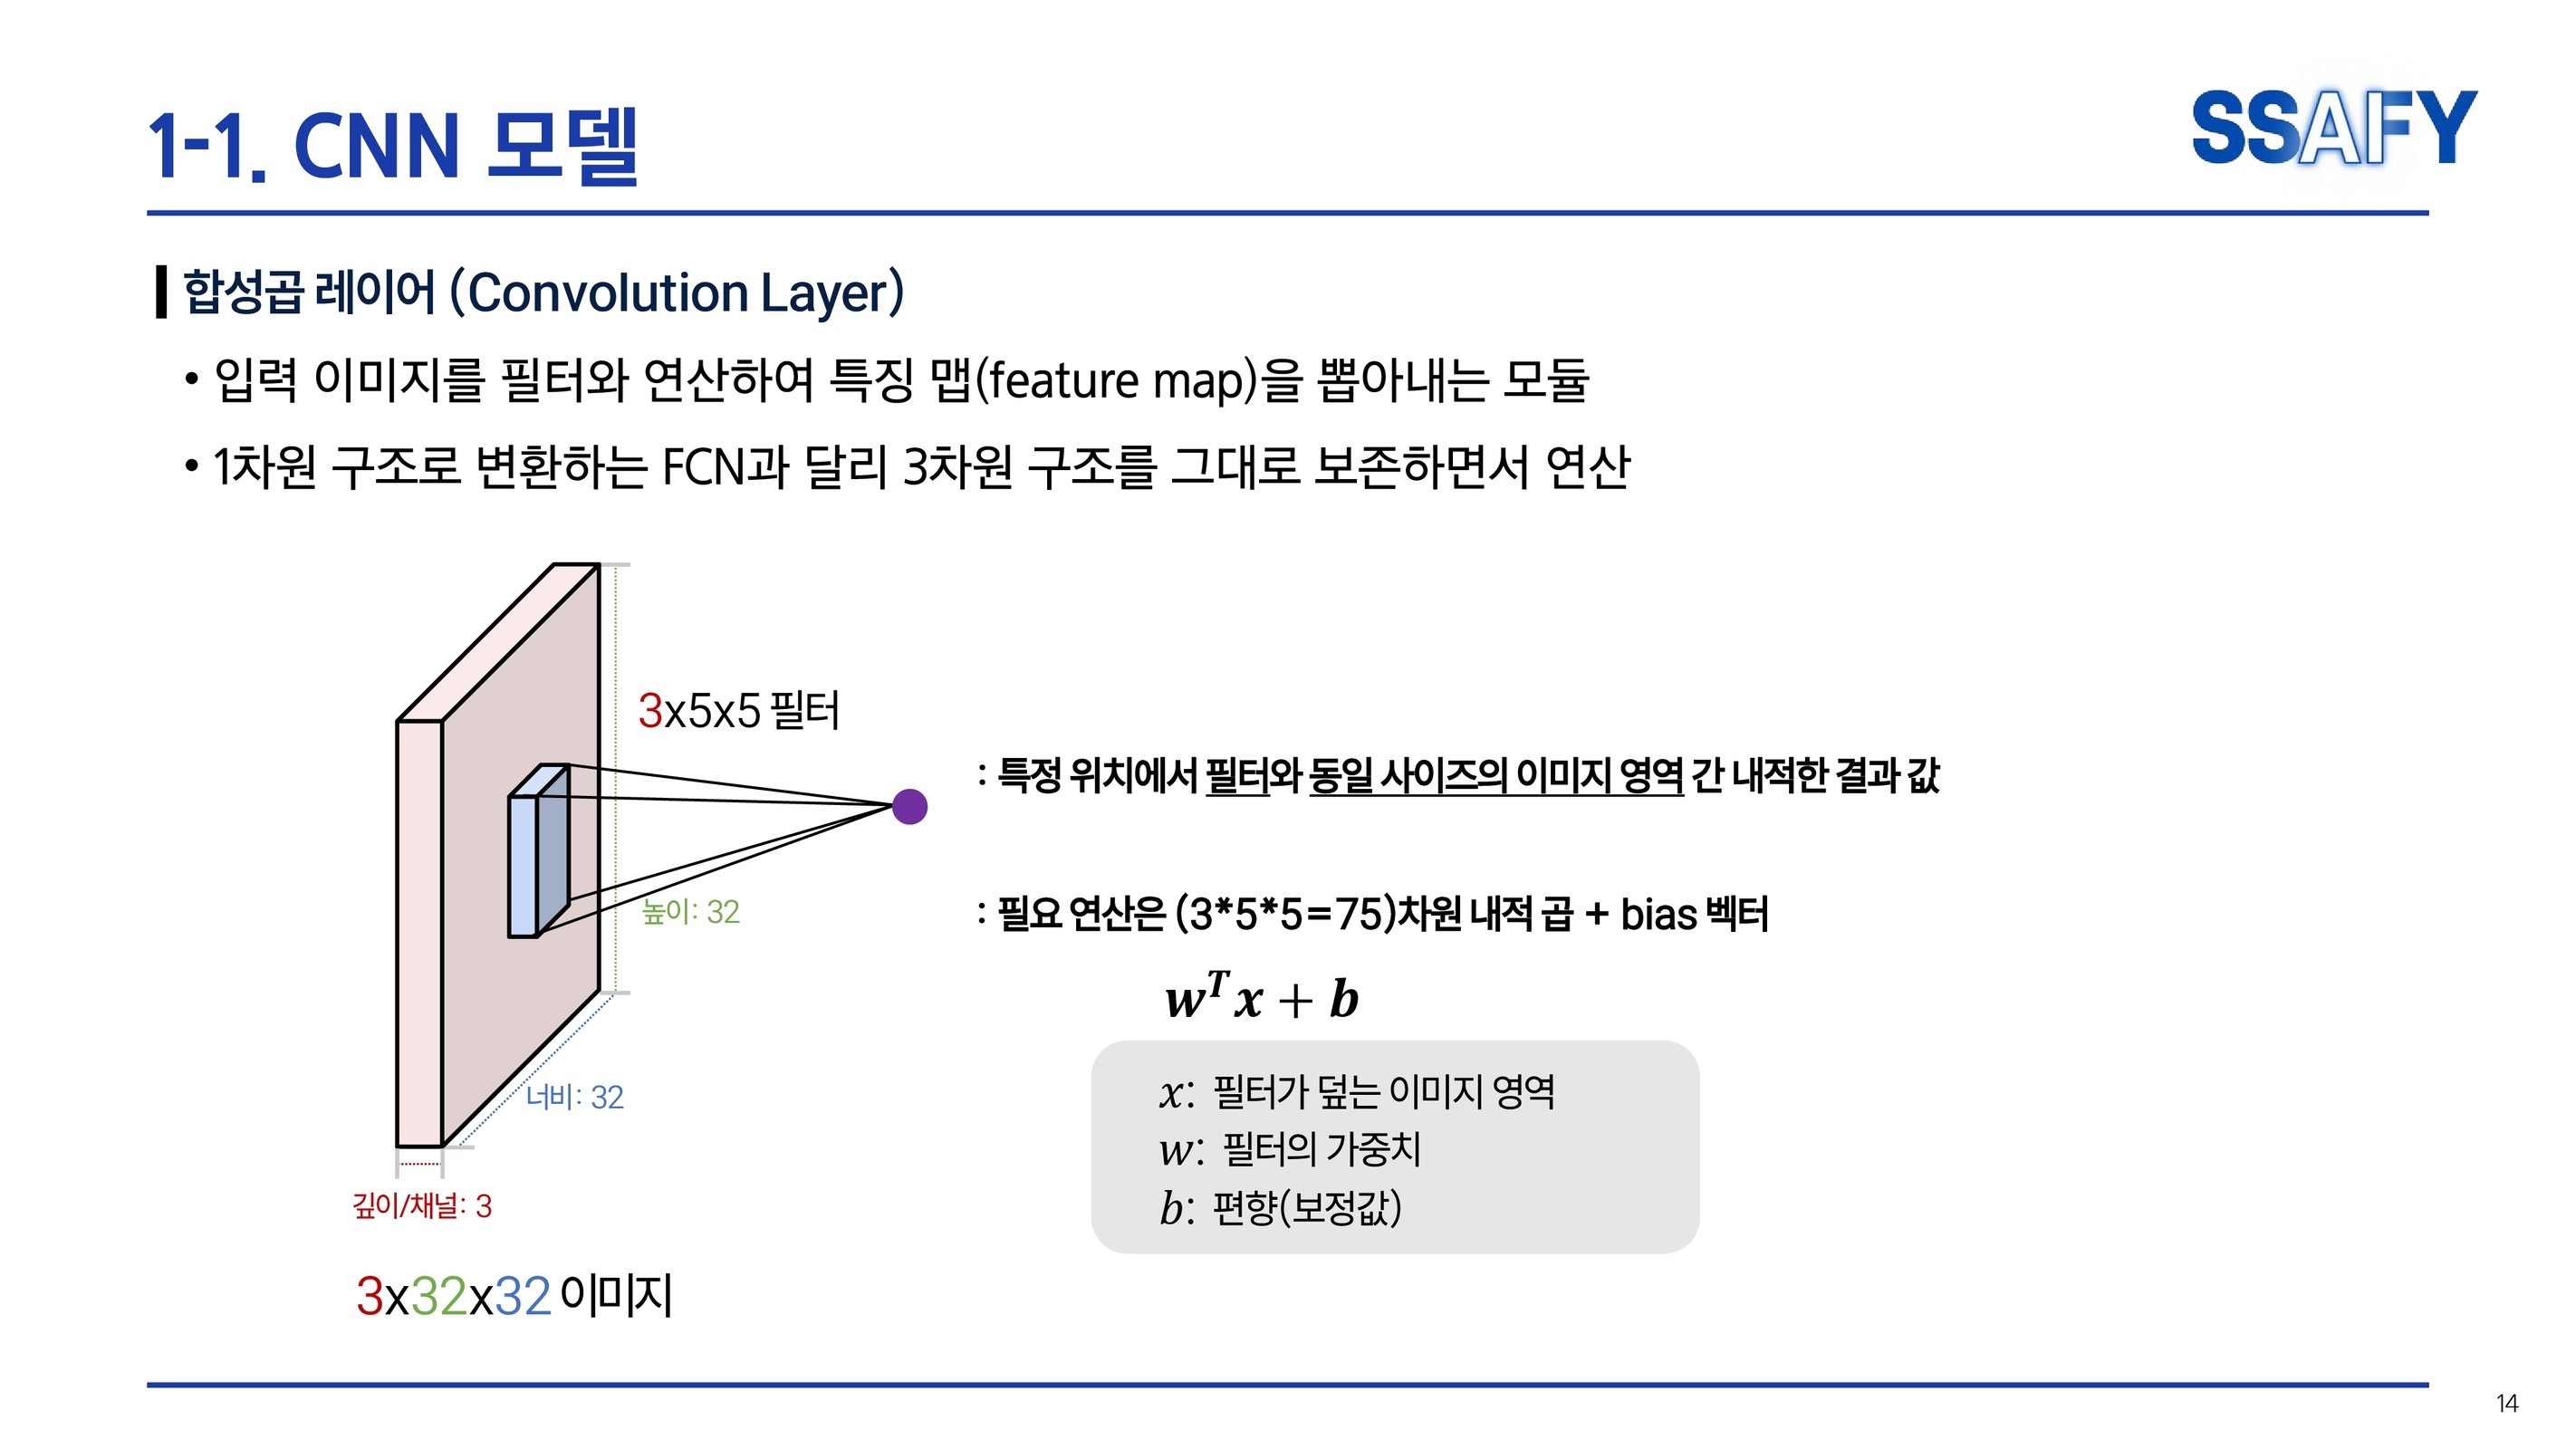 1-1. CNN 모델
SSAFY
합성곱 레이어 (Convolution Layer)
• 입력 이미지를 필터와 연산하여 특징 맵(feature map)을 뽑아내는 모듈
• 1차원 구조로 변환하는 FCN과 달리 3차원 구조를 그대로 보존하면서 연산
3x5x5 필터
: 특정 위치에서 필터와 동일 사이즈의 이미지 영역 간 내적한 결과 값
높이: 32
: 필요 연산은 (3*5*5=75)차원 내적 곱 + bias 벡터
w^T x + b
너비: 32
x: 필터가 덮는 이미지 영역
w: 필터의 가중치
b: 편향(보정값)
깊이/채널: 3
3x32x32 이미지
14